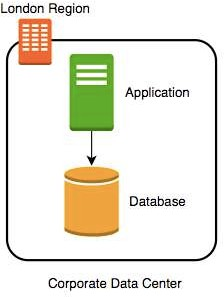 London Region
Application
Database
Corporate Data Center